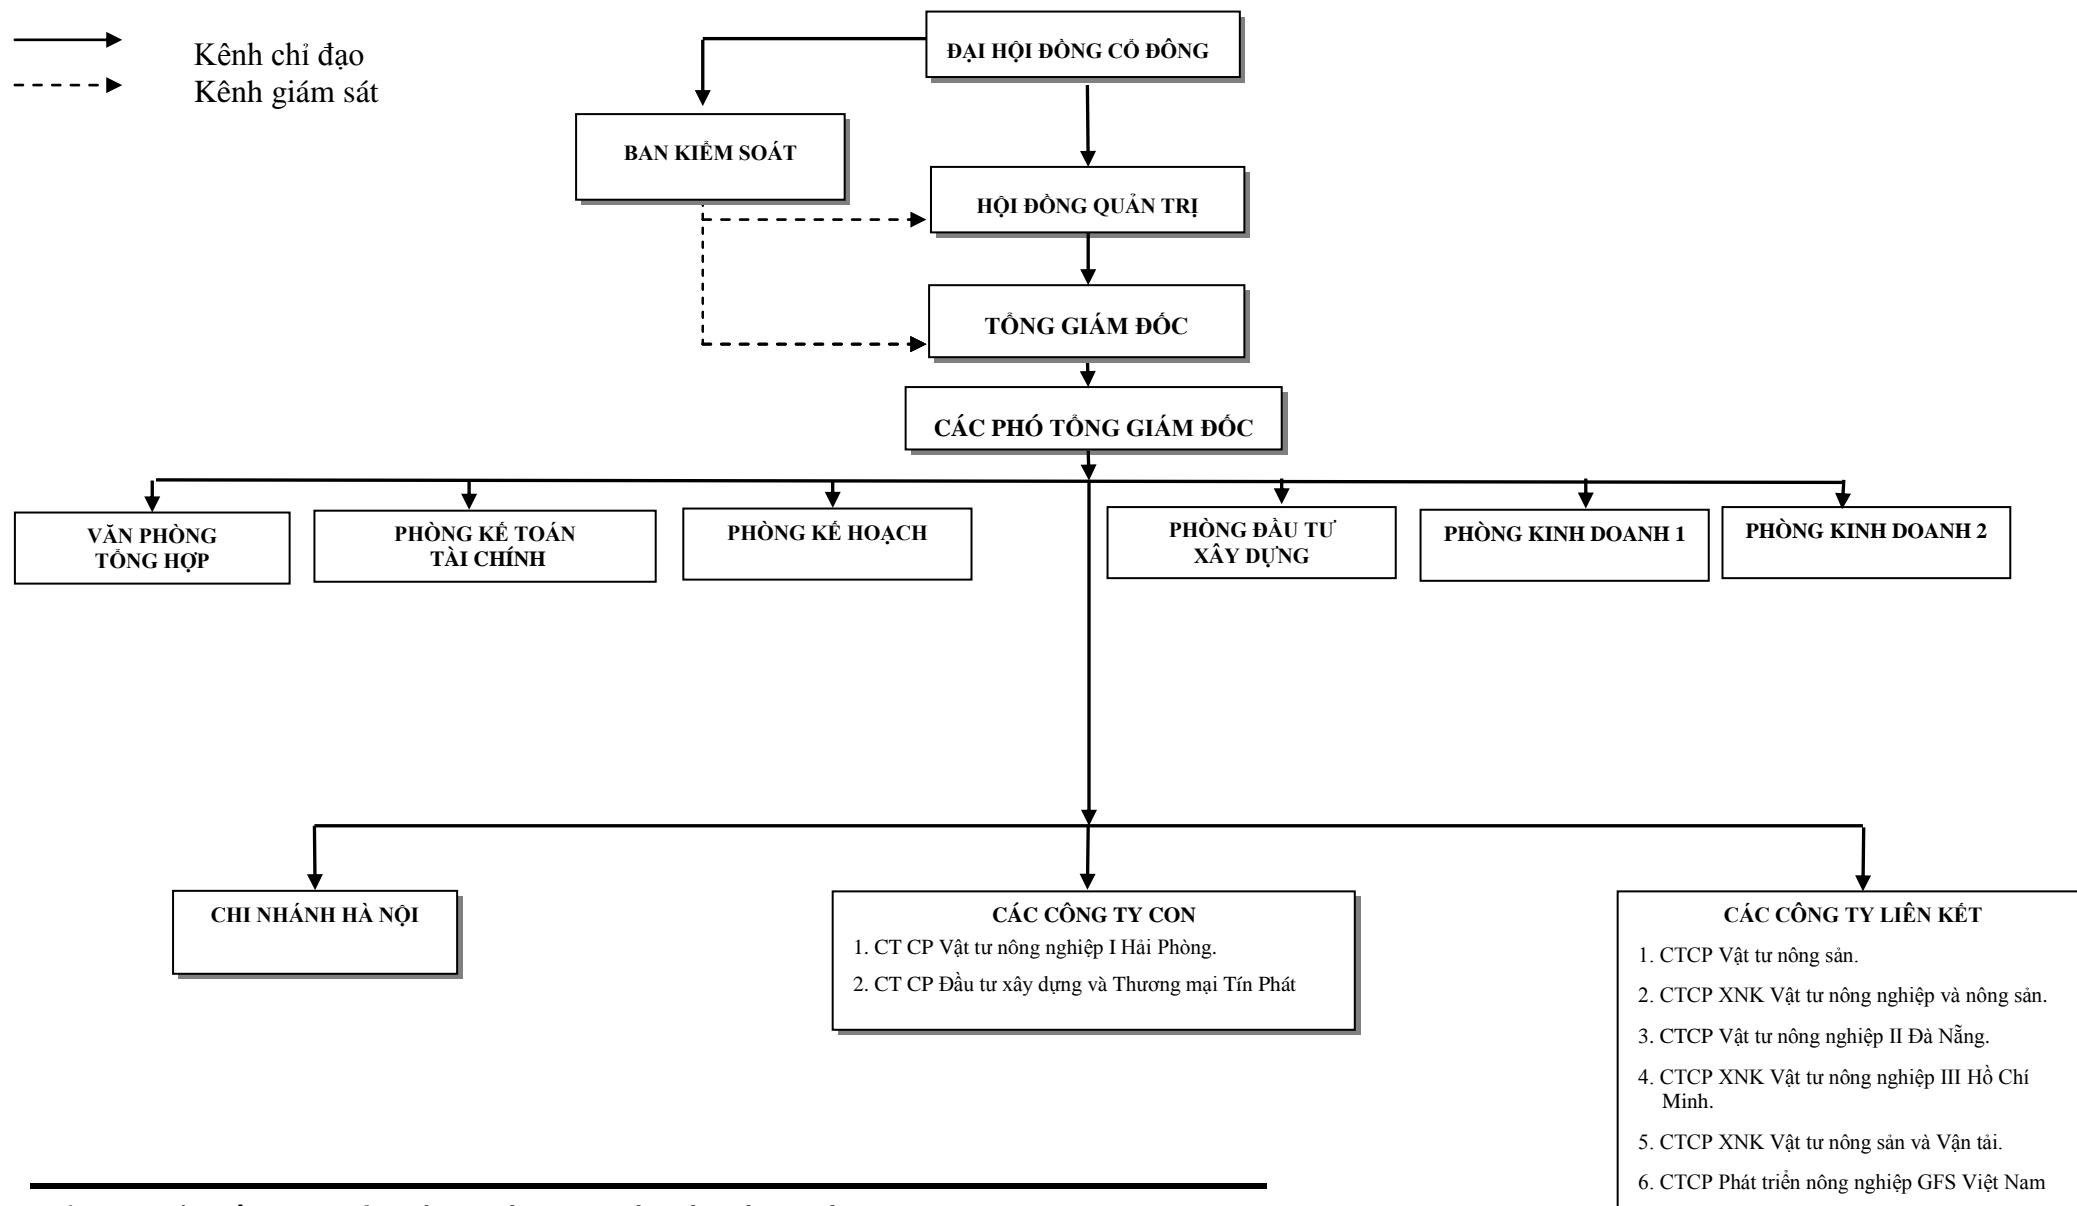 Kênh chỉ đạo
Kênh giám sát
ĐẠI HỘI ĐỒNG CỔ ĐÔNG
BAN KIỂM SOÁT
HỘI ĐỒNG QUẢN TRỊ
TỔNG GIÁM ĐỐC
CÁC PHÓ TỔNG GIÁM ĐỐC
VĂN PHÒNG
TỔNG HỢP
PHÒNG KẾ TOÁN
TÀI CHÍNH
PHÒNG KẾ HOẠCH
PHÒNG ĐẦU TƯ
XÂY DỰNG
PHÒNG KINH DOANH 1
PHÒNG KINH DOANH 2
CHI NHÁNH HÀ NỘI
CÁC CÔNG TY CON
1. CT CP Vật tư nông nghiệp I Hải Phòng.
2. CT CP Đầu tư xây dựng và Thương mại Tín Phát
CÁC CÔNG TY LIÊN KẾT
1. CTCP Vật tư nông sản.
2. CTCP XNK Vật tư nông nghiệp và nông sản.
3. CTCP Vật tư nông nghiệp II Đà Nẵng.
4. CTCP XNK Vật tư nông nghiệp III Hồ Chí
Minh.
5. CTCP XNK Vật tư nông sản và Vận tải.
6. CTCP Phát triển nông nghiệp GFS Việt Nam